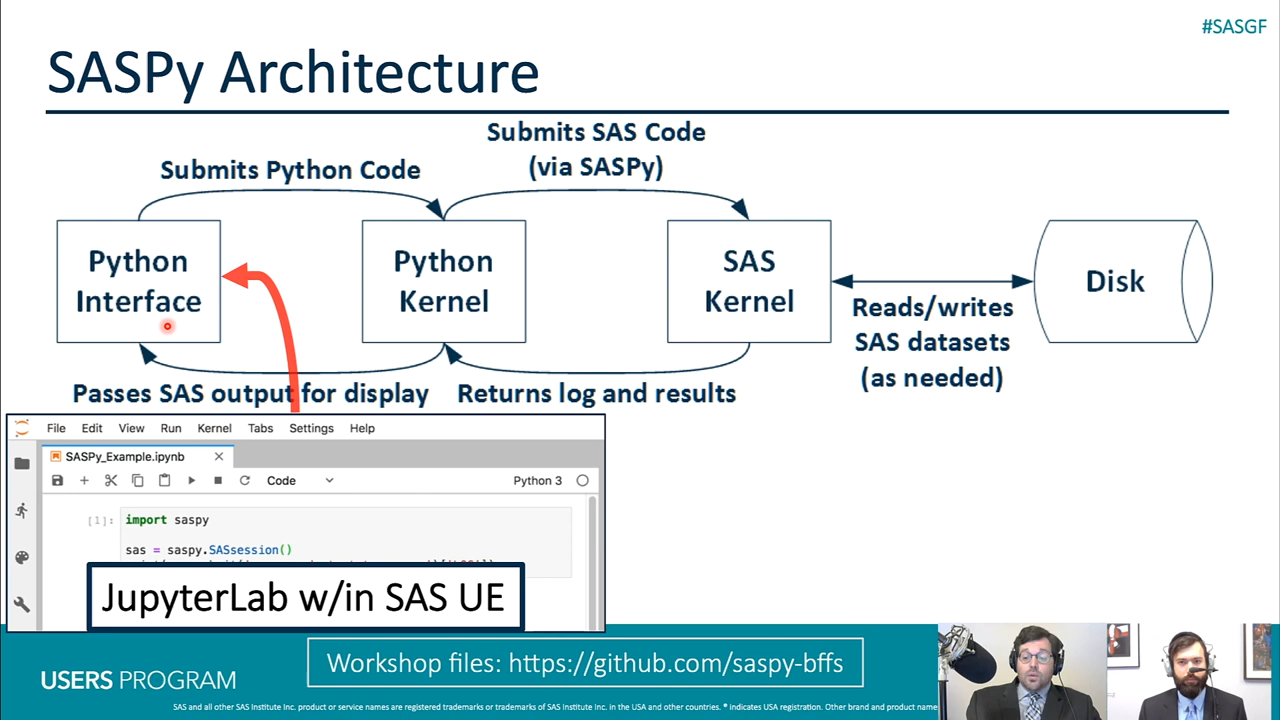 #SASGF
SASPy Architecture
Submits Python Code
Submits SAS Code
(via SASPy)
Python
Interface
Python
Kernel
SAS
Kernel
Disk
Reads/writes
SAS datasets
(as needed)
Passes SAS output for display
Returns log and results
File Edit View Run Kernel Tabs Settings Help
SASPy_Example.ipynb
Code
Python 3
[1]:
import saspy
sas = saspy.SASsession()
JupyterLab w/in SAS UE
USERS PROGRAM
Workshop files: https://github.com/saspy-bffs
SAS and all other SAS Institute Inc. product or service names are registered trademarks or trademarks of SAS Institute Inc. in the USA and other countries. ® indicates USA registration. Other brand and product name